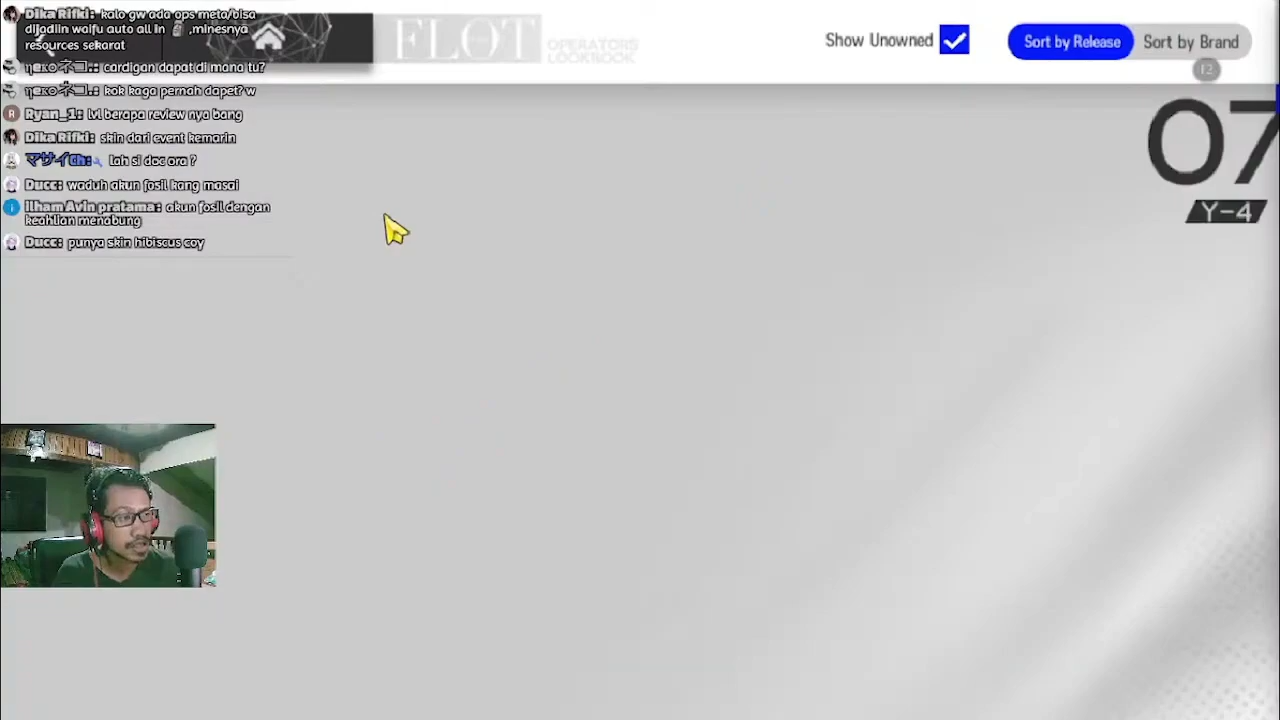 Dika Rifki: kalo gw ada ops meta/bisa
dijadiin waifu auto all in ,minesnya
resources sekarat
ηεκοネコ.: cardigan dapat di mana tu?
ηεκοネコ.: kok kaga pernah dapet? w
Ryan_1: lvl berapa review nya bang
Dika Rifki: skin dari event kemarin
マサイCh: lah si doc ora ?
Ducc: waduh akun fosil kang masai
Ilham Avin pratama: akun fosil dengan
keahlian menabung
Ducc: punya skin hibiscus coy
ELOT
OPERATORS
LOOKBOOK
Show Unowned
Sort by Release
Sort by Brand
12
07
Y-4